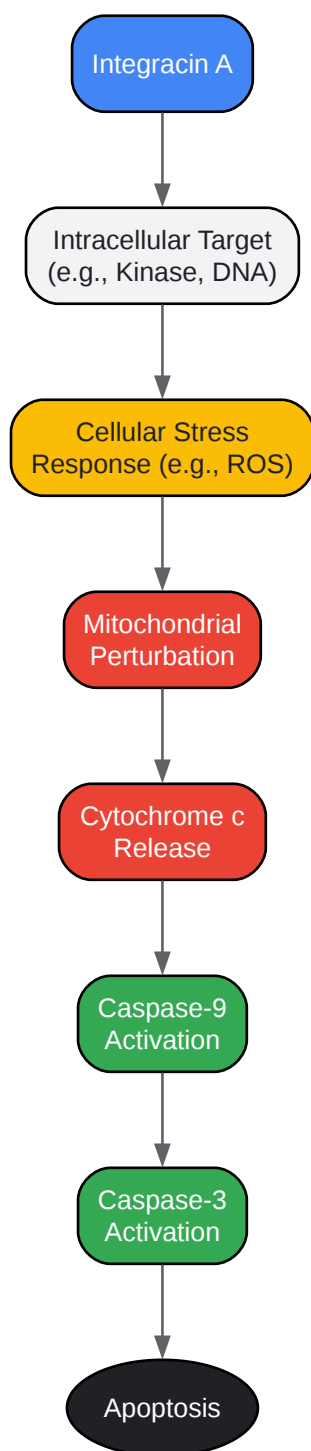 Integracin A
Intracellular Target
(e.g., Kinase, DNA)
Cellular Stress
Response (e.g., ROS)
Mitochondrial
Perturbation
Cytochrome c
Release
Caspase-9
Activation
Caspase-3
Activation
Apoptosis